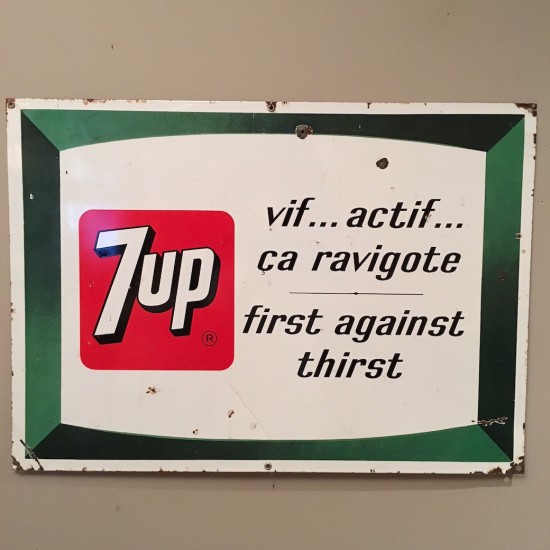 7up ®
vif... actif...
ça ravigote
first against
thirst